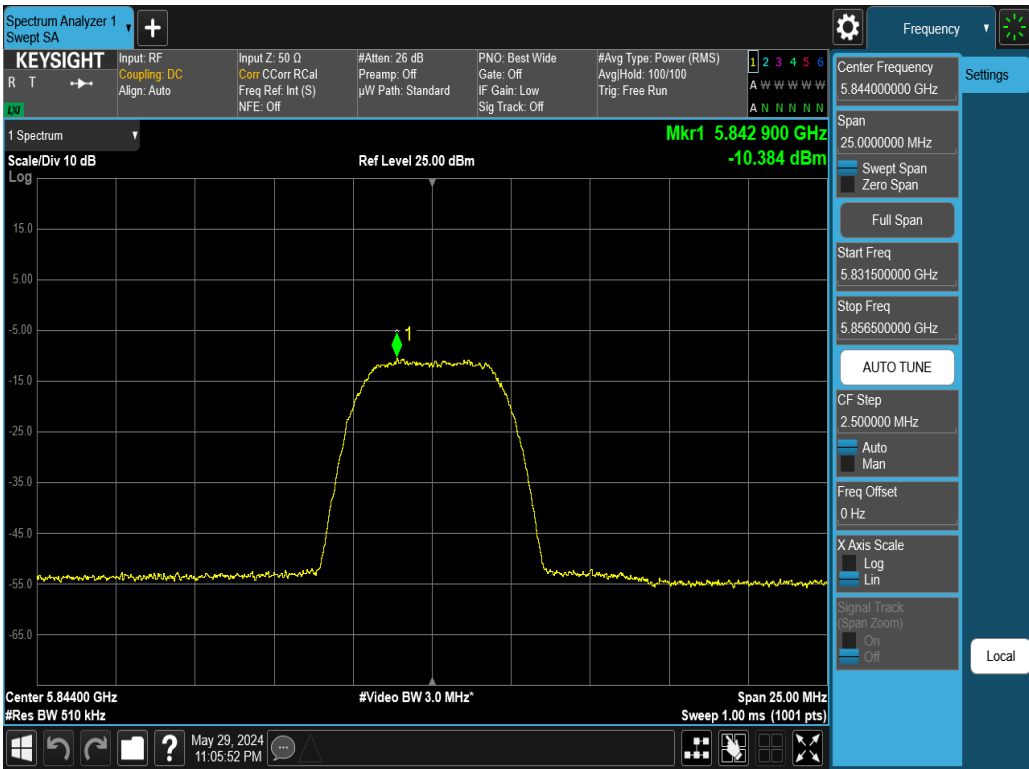 Spectrum Analyzer 1
Swept SA
+
Frequency
KEYSIGHT
R T
LXI
Input: RF
Coupling: DC
Align: Auto
Input Z: 50 Ω
Corr CCorr RCal
Freq Ref: Int (S)
NFE: Off
#Atten: 26 dB
Preamp: Off
µW Path: Standard
PNO: Best Wide
Gate: Off
IF Gain: Low
Sig Track: Off
#Avg Type: Power (RMS)
Avg|Hold: 100/100
Trig: Free Run
1 2 3 4 5 6
A W W W W W
A N N N N N
1 Spectrum
Mkr1 5.842 900 GHz
-10.384 dBm
Scale/Div 10 dB
Ref Level 25.00 dBm
Log
15.0
5.00
-5.00
-15.0
-25.0
-35.0
-45.0
-55.0
-65.0
1
Center 5.84400 GHz
#Res BW 510 kHz
#Video BW 3.0 MHz*
Span 25.00 MHz
Sweep 1.00 ms (1001 pts)
Center Frequency
5.844000000 GHz
Span
25.0000000 MHz
Swept Span
Zero Span
Full Span
Start Freq
5.831500000 GHz
Stop Freq
5.856500000 GHz
AUTO TUNE
CF Step
2.500000 MHz
Auto
Man
Freq Offset
0 Hz
X Axis Scale
Log
Lin
Signal Track
(Span Zoom)
On
Off
Settings
Local
?
May 29, 2024
11:05:52 PM